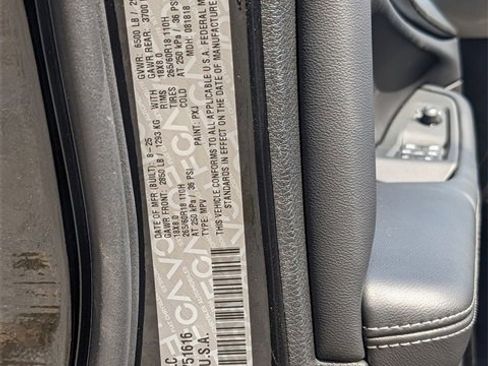 DATE OF MFR (BUILT): 8-25 GVWR: 6500 LB / 29
GAWR FRONT: 2850 LB / 1293 KG WITH GAWR REAR: 3700
18X8.0 RIMS 18X8.0
265/60R18 110H TIRES 265/60R18 110H
AT 250 kPa / 36 PSI COLD AT 250 kPa / 36 PSI
TYPE: MPV PAINT: PXJ MDH: 081818
THIS VEHICLE CONFORMS TO ALL APPLICABLE U.S.A. FEDERAL M
STANDARDS IN EFFECT ON THE DATE OF MANUFACTURE
AC
751616
U.S.A.